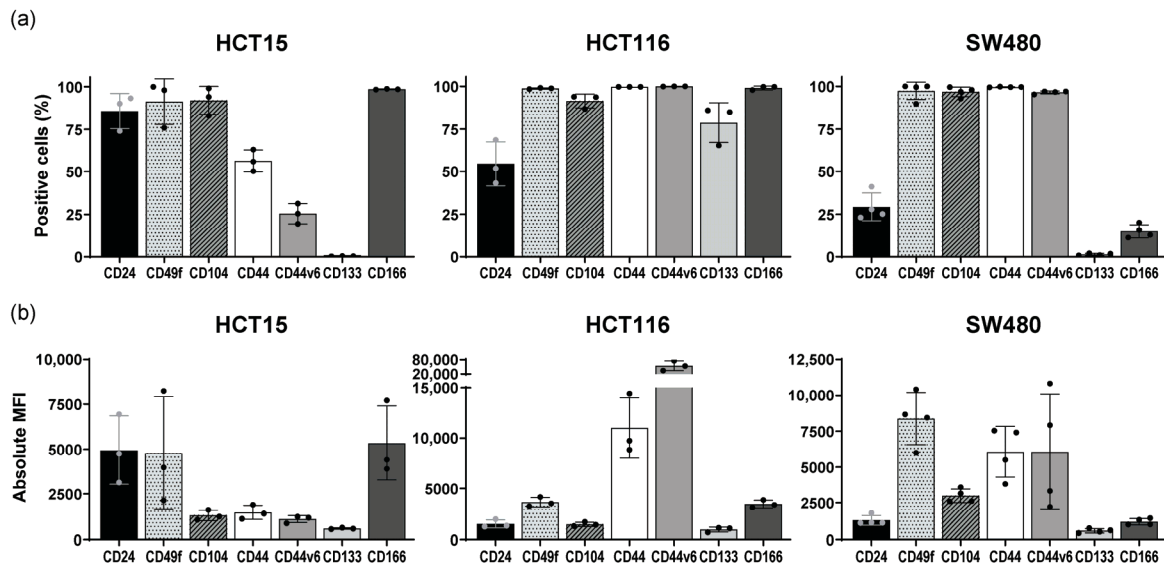 (a)
HCT15
HCT116
SW480
Positive cells (%)
100
75
50
25
0
CD24 CD49f CD104 CD44 CD44v6 CD133 CD166
100
75
50
25
0
CD24 CD49f CD104 CD44 CD44v6 CD133 CD166
100
75
50
25
0
CD24 CD49f CD104 CD44 CD44v6 CD133 CD166
(b)
HCT15
HCT116
SW480
Absolute MFI
10,000
7500
5000
2500
0
CD24 CD49f CD104 CD44 CD44v6 CD133 CD166
80,000
20,000
15,000
10,000
5000
0
CD24 CD49f CD104 CD44 CD44v6 CD133 CD166
12,500
10,000
7500
5000
2500
0
CD24 CD49f CD104 CD44 CD44v6 CD133 CD166